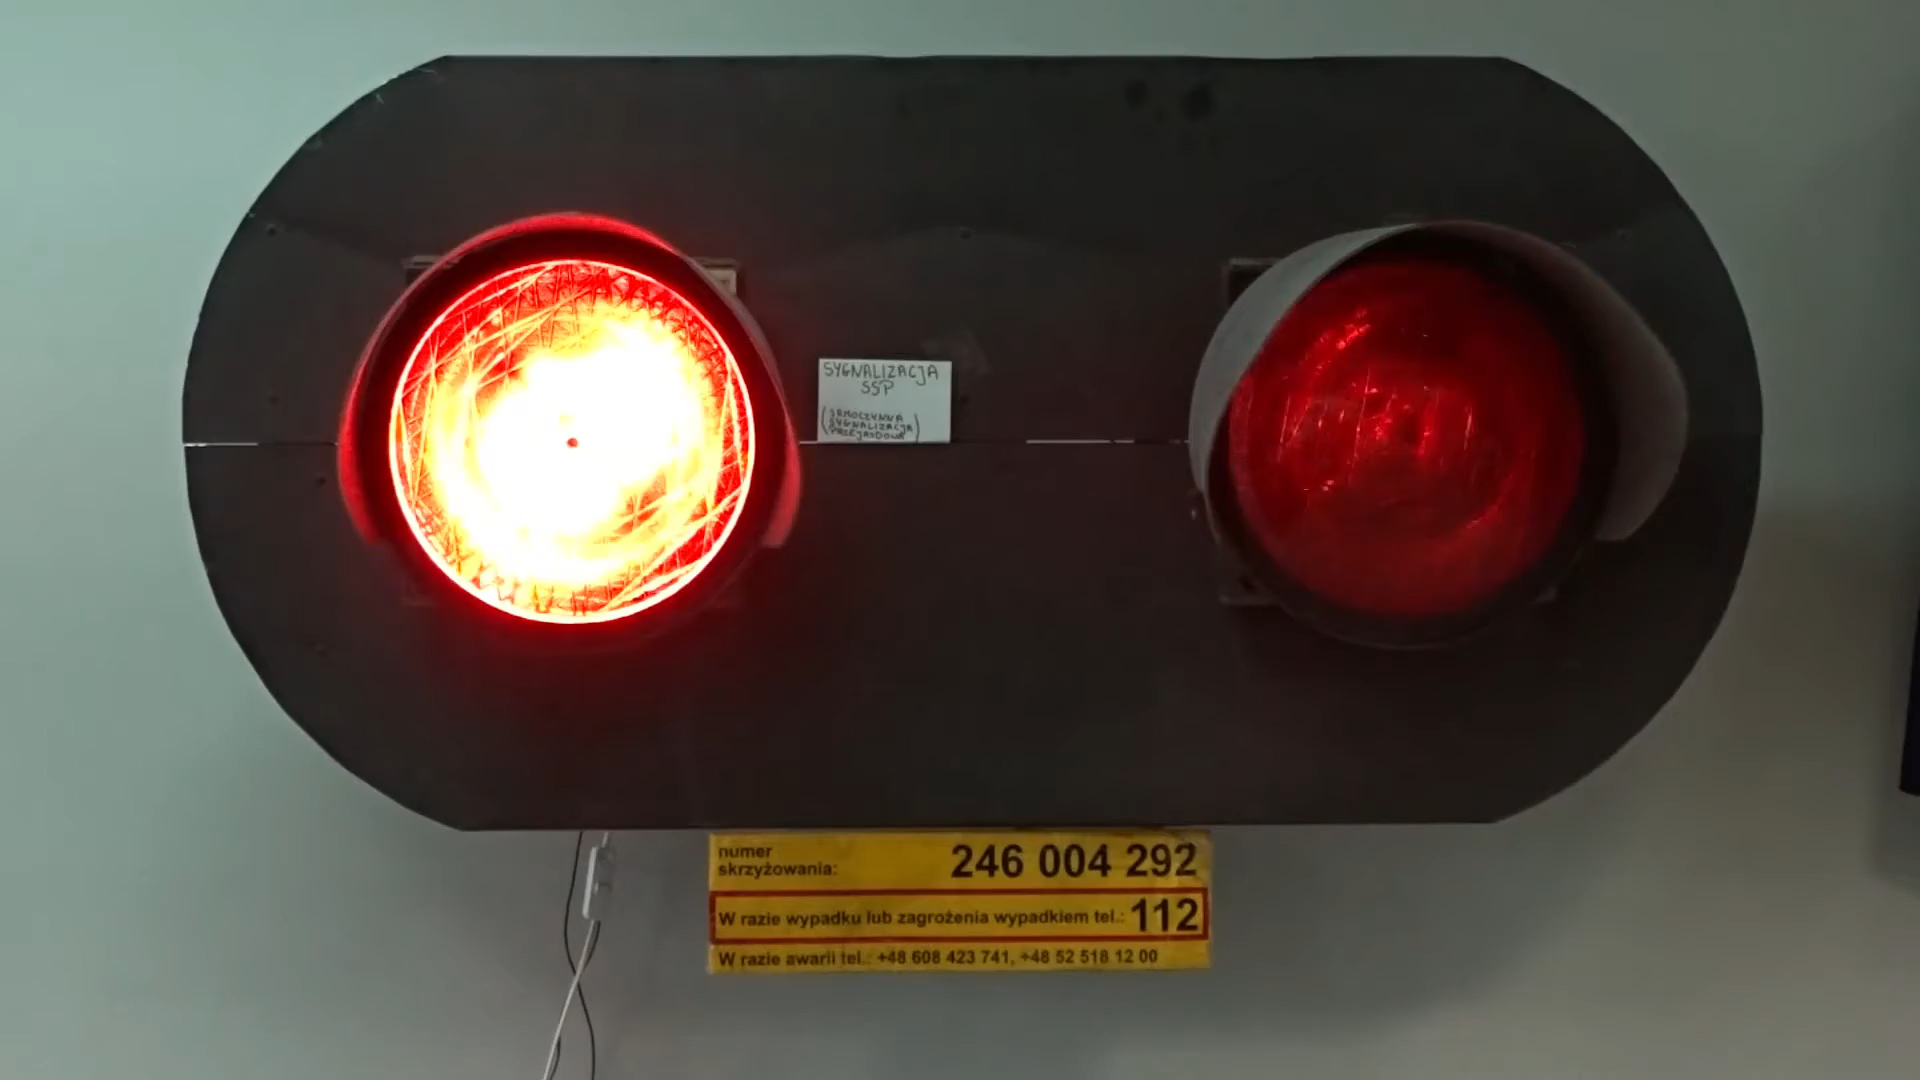 SYGNALIZACJA
SSP
(SAMOCZYNNA
SYGNALIZACJA
PRZEJAZDOWA)
numer
skrzyżowania: 246 004 292
W razie wypadku lub zagrożenia wypadkiem tel.: 112
W razie awarii tel.: +48 608 423 741, +48 52 518 12 00